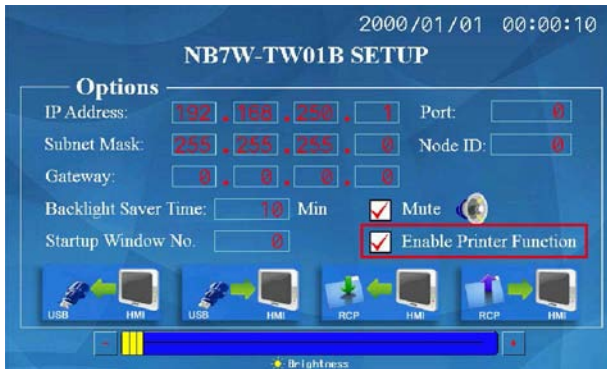 2000/01/01 00:00:10
NB7W-TW01B SETUP
Options
IP Address: 192 . 168 . 250 . 1 Port: 0
Subnet Mask: 255 . 255 . 255 . 0 Node ID: 0
Gateway: 0 . 0 . 0 . 0
Backlight Saver Time: 10 Min Mute
Startup Window No. 0 Enable Printer Function
USB HMI USB HMI RCP HMI RCP HMI
- +
Brightness